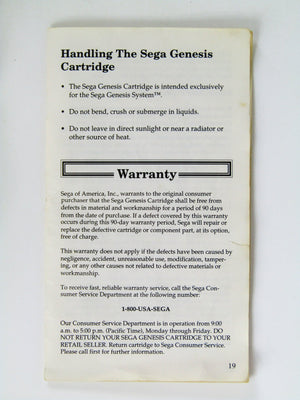 Handling The Sega Genesis
Cartridge
• The Sega Genesis Cartridge is intended exclusively
for the Sega Genesis System™.
• Do not bend, crush or submerge in liquids.
• Do not leave in direct sunlight or near a radiator or
other source of heat.
Warranty
Sega of America, Inc., warrants to the original consumer
purchaser that the Sega Genesis Cartridge shall be free from
defects in material and workmanship for a period of 90 days
from the date of purchase. If a defect covered by this warranty
occurs during this 90-day warranty period, Sega will repair or
replace the defective cartridge or component part, at its option,
free of charge.
This warranty does not apply if the defects have been caused by
negligence, accident, unreasonable use, modification, tamper-
ing, or any other causes not related to defective materials or
workmanship.
To receive fast, reliable warranty service, call the Sega Con-
sumer Service Department at the following number:
1-800-USA-SEGA
Our Consumer Service Department is in operation from 9:00
a.m. to 5:00 p.m. (Pacific Time), Monday through Friday. DO
NOT RETURN YOUR SEGA GENESIS CARTRIDGE TO YOUR
RETAIL SELLER. Return cartridge to Sega Consumer Service.
Please call first for further information.
19